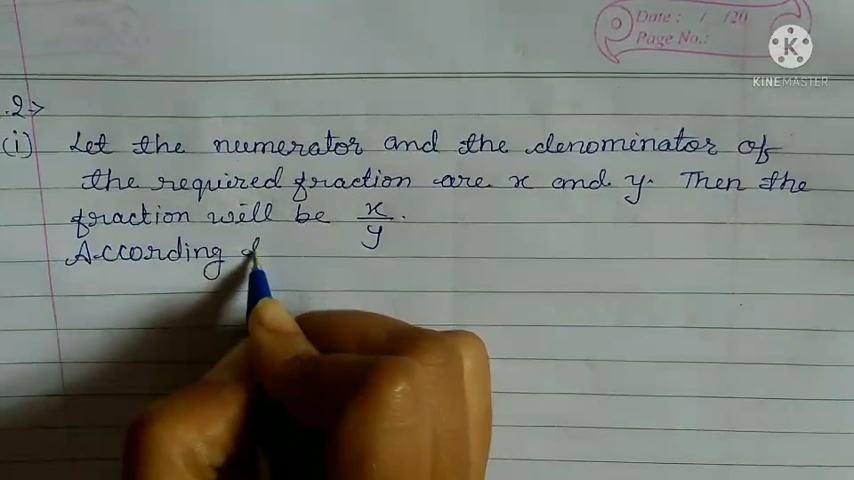 Date : / /20
Page No.:
KINEMASTER
.2→
(i) Let the numerator and the denominator of
the required fraction are x and y. Then the
fraction will be x/y.
According